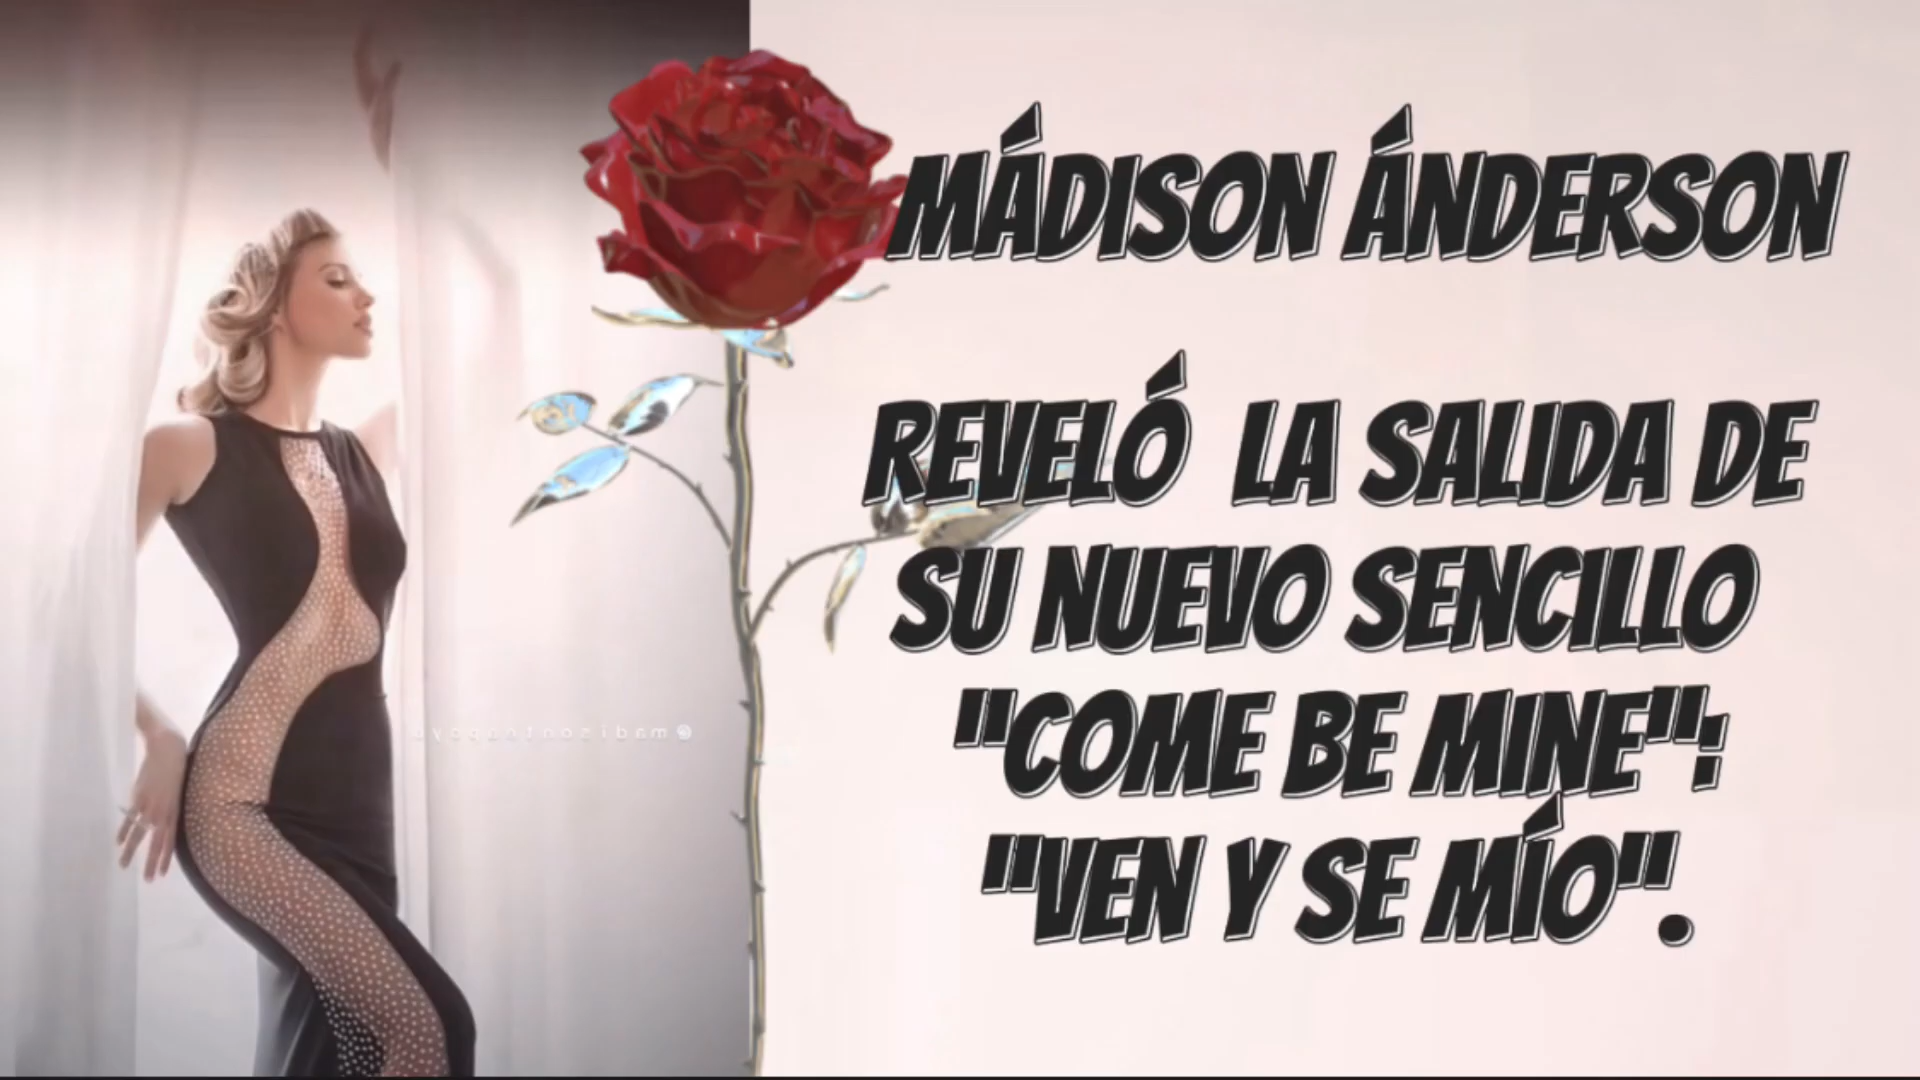 MÁDISON ÁNDERSON
REVELÓ LA SALIDA DE
SU NUEVO SENCILLO
"COME BE MINE":
"VEN Y SE MÍO".